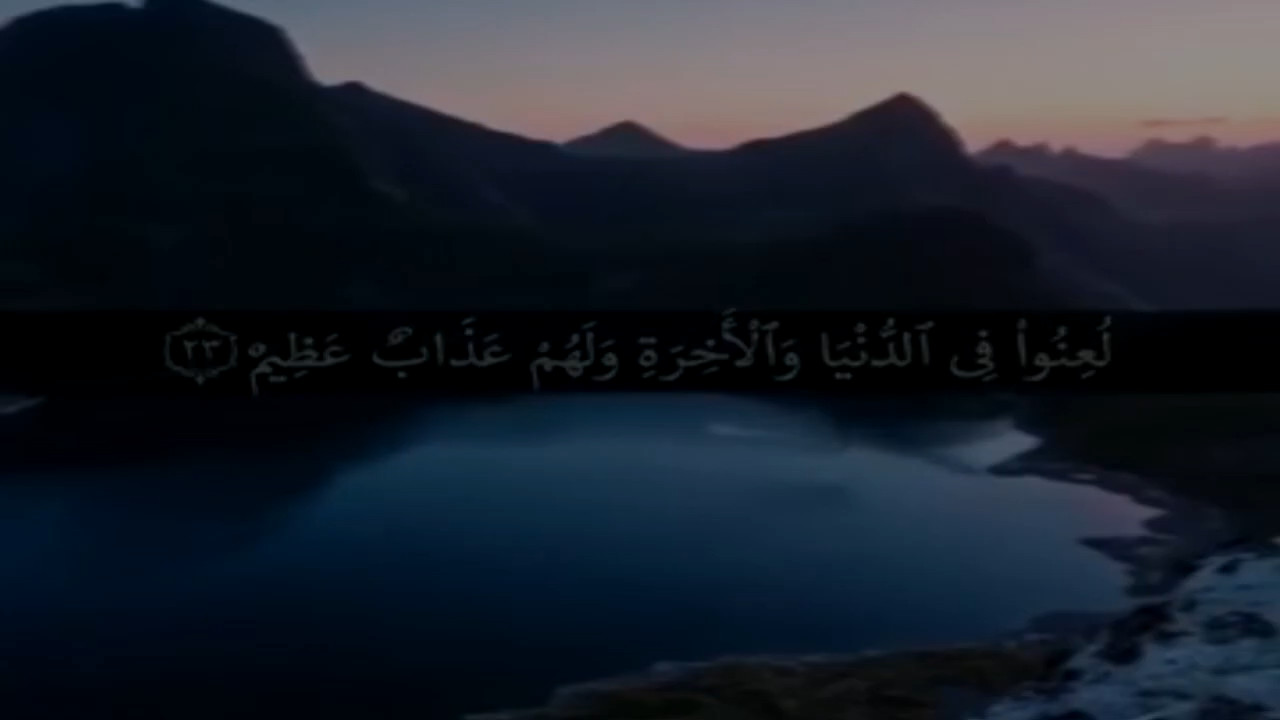 لُعِنُوا۟ فِى ٱلدُّنْيَا وَٱلْأَخِرَةِ وَلَهُمْ عَذَابٌ عَظِيمٌ ٢٣